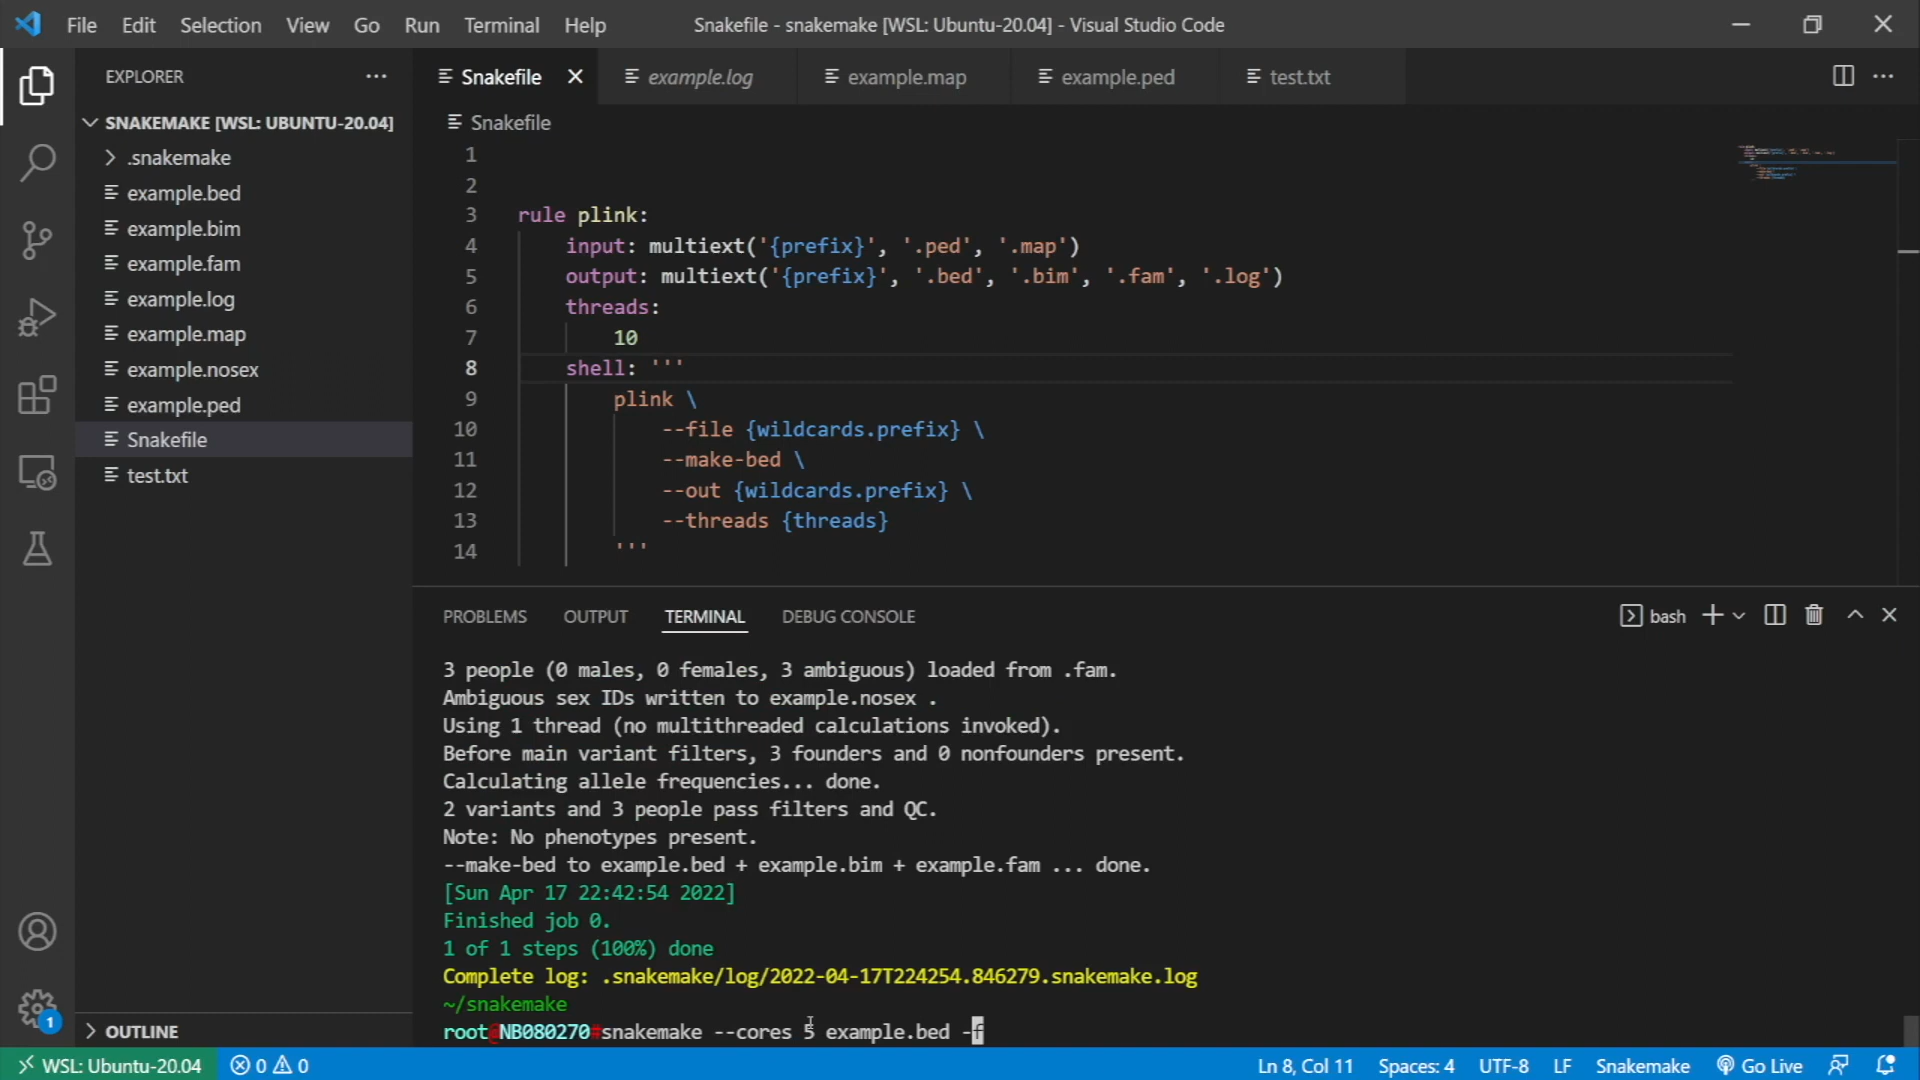 File Edit Selection View Go Run Terminal Help
Snakefile - snakemake [WSL: Ubuntu-20.04] - Visual Studio Code
EXPLORER
Snakefile
example.log
example.map
example.ped
test.txt
SNAKEMAKE [WSL: UBUNTU-20.04]
.snakemake
example.bed
example.bim
example.fam
example.log
example.map
example.nosex
example.ped
Snakefile
test.txt
OUTLINE
Snakefile
1
2
3 rule plink:
4 input: multiext('{prefix}', '.ped', '.map')
5 output: multiext('{prefix}', '.bed', '.bim', '.fam', '.log')
6 threads:
7 10
8 shell: '''
9 plink \
10 --file {wildcards.prefix} \
11 --make-bed \
12 --out {wildcards.prefix} \
13 --threads {threads}
14 '''
PROBLEMS OUTPUT TERMINAL DEBUG CONSOLE
bash
3 people (0 males, 0 females, 3 ambiguous) loaded from .fam.
Ambiguous sex IDs written to example.nosex .
Using 1 thread (no multithreaded calculations invoked).
Before main variant filters, 3 founders and 0 nonfounders present.
Calculating allele frequencies... done.
2 variants and 3 people pass filters and QC.
Note: No phenotypes present.
--make-bed to example.bed + example.bim + example.fam ... done.
[Sun Apr 17 22:42:54 2022]
Finished job 0.
1 of 1 steps (100%) done
Complete log: .snakemake/log/2022-04-17T224254.846279.snakemake.log
~/snakemake
root@NB080270#snakemake --cores 5 example.bed -f
1
WSL: Ubuntu-20.04 0 0
Ln 8, Col 11 Spaces: 4 UTF-8 LF Snakemake Go Live